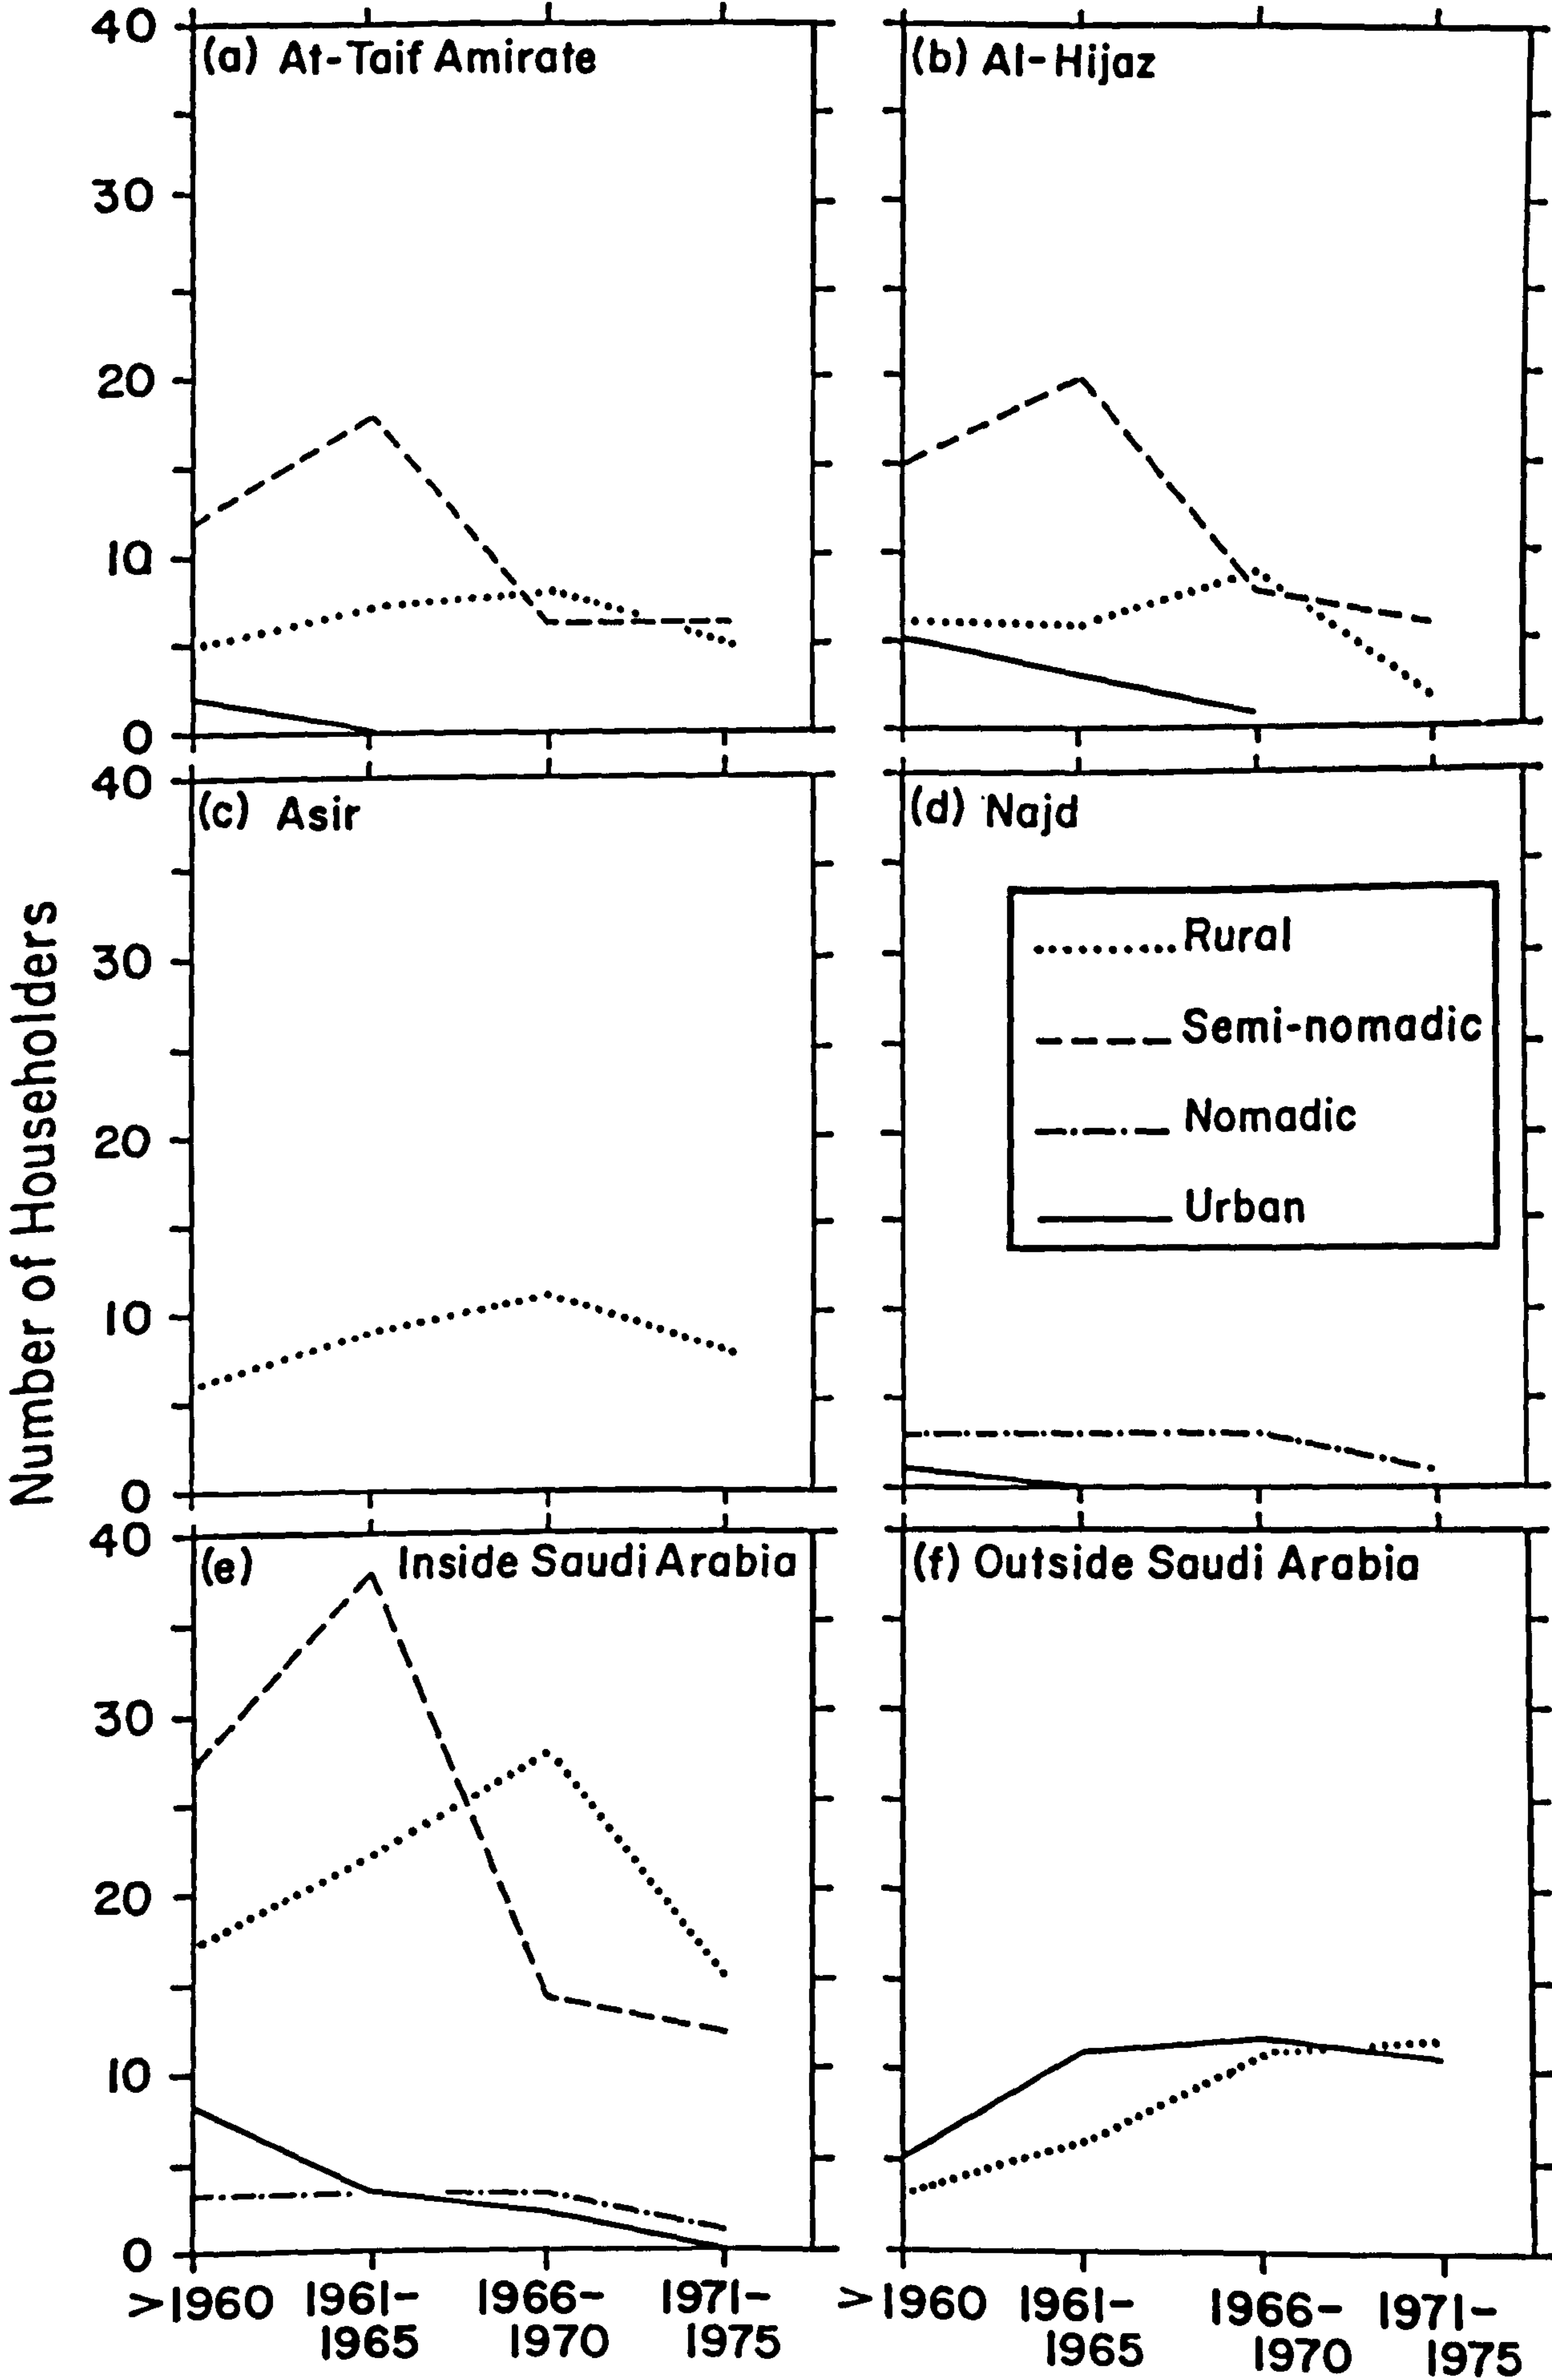 40
30
20
10
0
(a) At-Taif Amirate
(b) Al-Hijaz
40
30
20
10
0
(c) Asir
(d) Najd
Rural
Semi-nomadic
Nomadic
Urban
Number of Householders
40
30
20
10
0
(e) Inside Saudi Arabia
(f) Outside Saudi Arabia
>1960 1961-1965 1966-1970 1971-1975
>1960 1961-1965 1966-1970 1971-1975